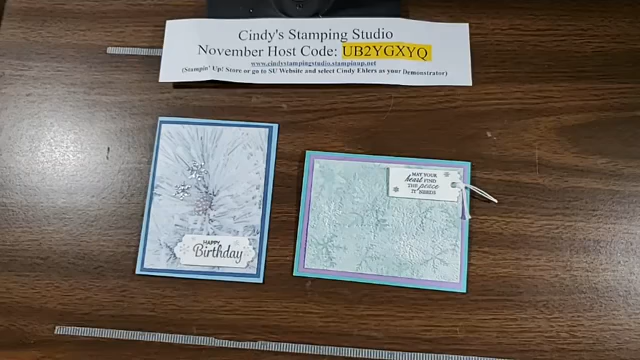 Cindy's Stamping Studio
November Host Code: UB2YGXYQ
www.cindystampingstudio.stampinup.net
(Stampin' Up! Store or go to SU Website and select Cindy Ehlers as your Demonstrator)
HAPPY
Birthday
MAY YOUR
heart FIND
THE peace
IT NEEDS